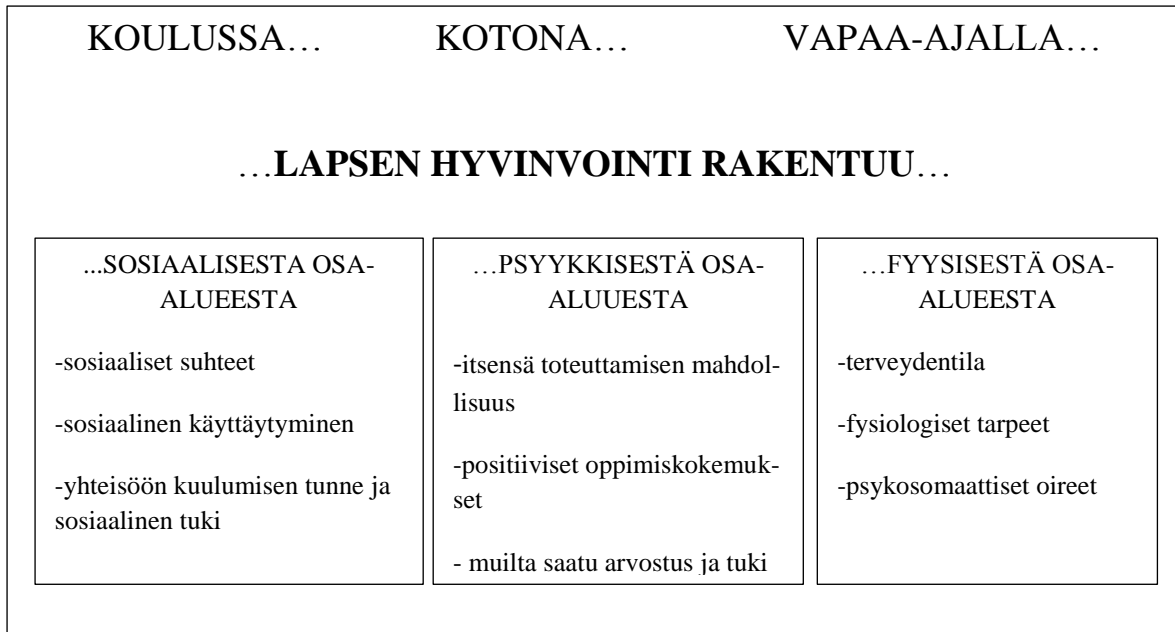 KOULUSSA… KOTONA… VAPAA-AJALLA…
…LAPSEN HYVINVOINTI RAKENTUU…
...SOSIAALISESTA OSA-
ALUEESTA
-sosiaaliset suhteet
-sosiaalinen käyttäytyminen
-yhteisöön kuulumisen tunne ja
sosiaalinen tuki
…PSYYKKISESTÄ OSA-
ALUUESTA
-itsensä toteuttamisen mahdol-
lisuus
-positiiviset oppimiskokemuk-
set
- muilta saatu arvostus ja tuki
…FYYSISESTÄ OSA-
ALUEESTA
-terveydentila
-fysiologiset tarpeet
-psykosomaattiset oireet